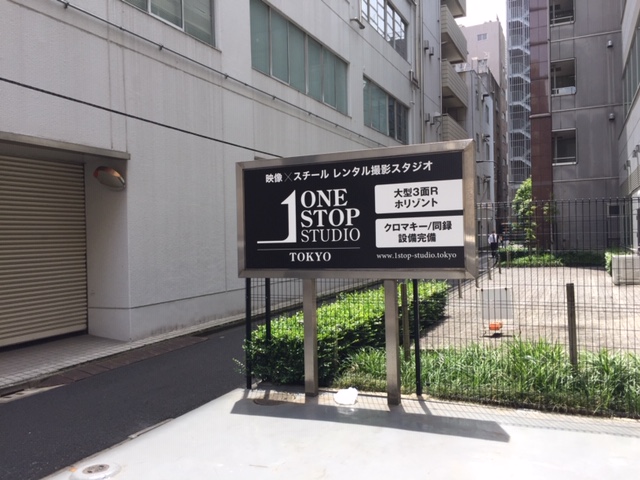 映像×スチール レンタル撮影スタジオ
1 ONE
STOP
STUDIO
TOKYO
大型3面R
ホリゾント
クロマキー/同録
設備完備
www.1stop-studio.tokyo